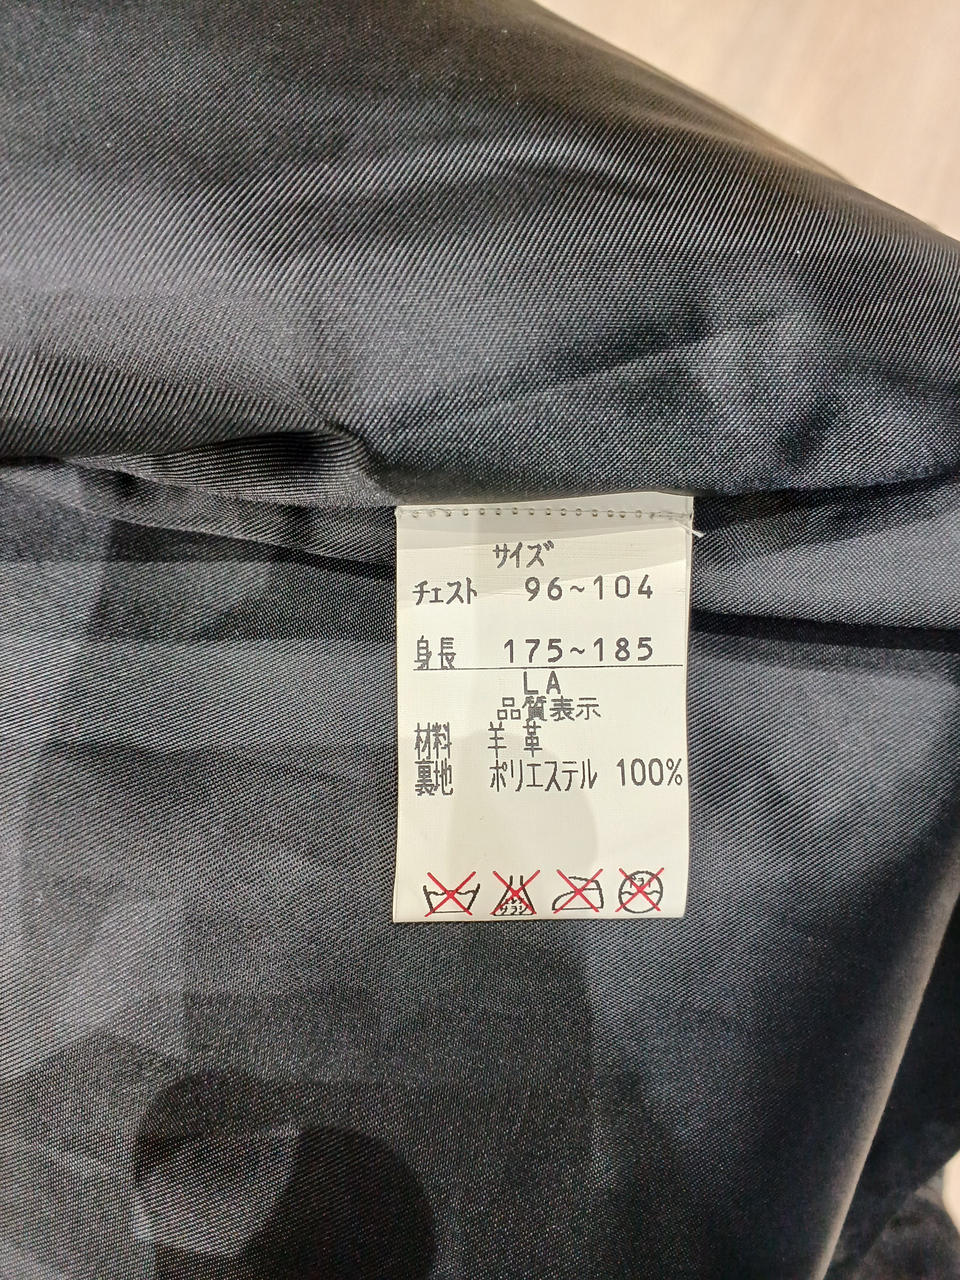 サイズ
チェスト 96~104
身長 175~185
LA
品質表示
材料 羊革
裏地 ポリエステル 100%